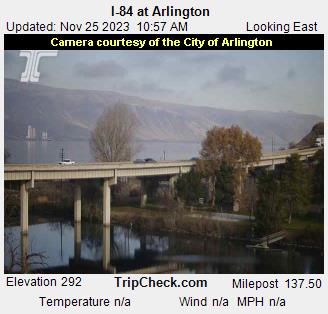 I-84 at Arlington
Updated: Nov 25 2023 10:57 AM Looking East
Camera courtesy of the City of Arlington
Elevation 292 TripCheck.com Milepost 137.50
Temperature n/a Wind n/a MPH n/a